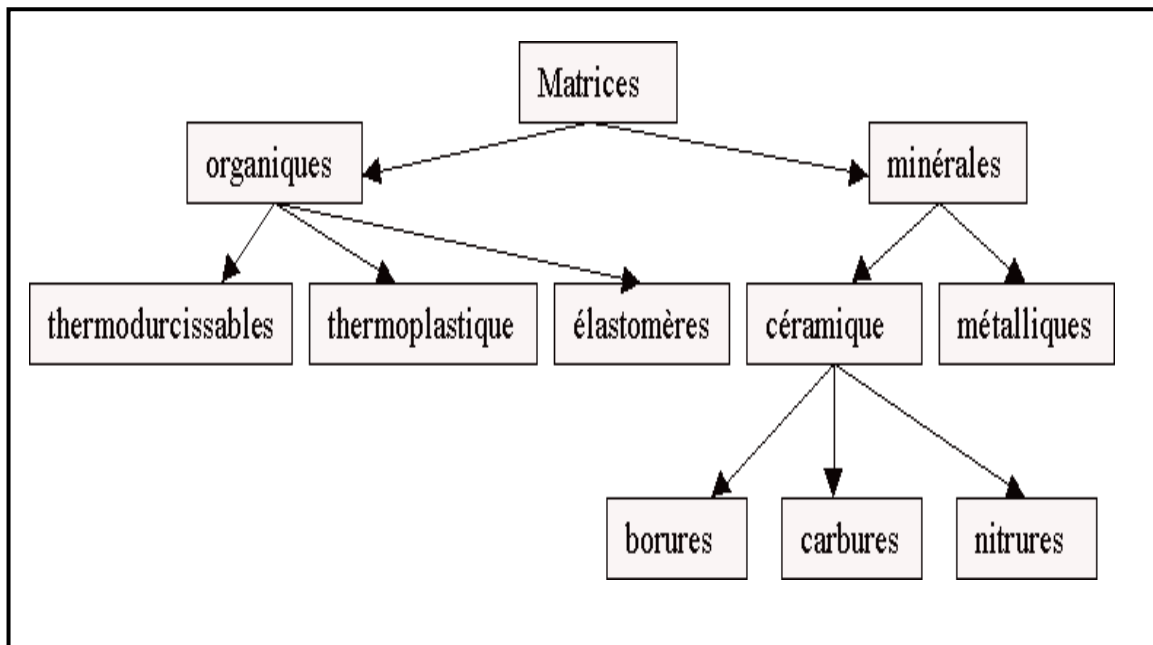 Matrices
organiques
minérales
thermodurcissables
thermoplastique
élastomères
céramique
métalliques
borures
carbures
nitrures